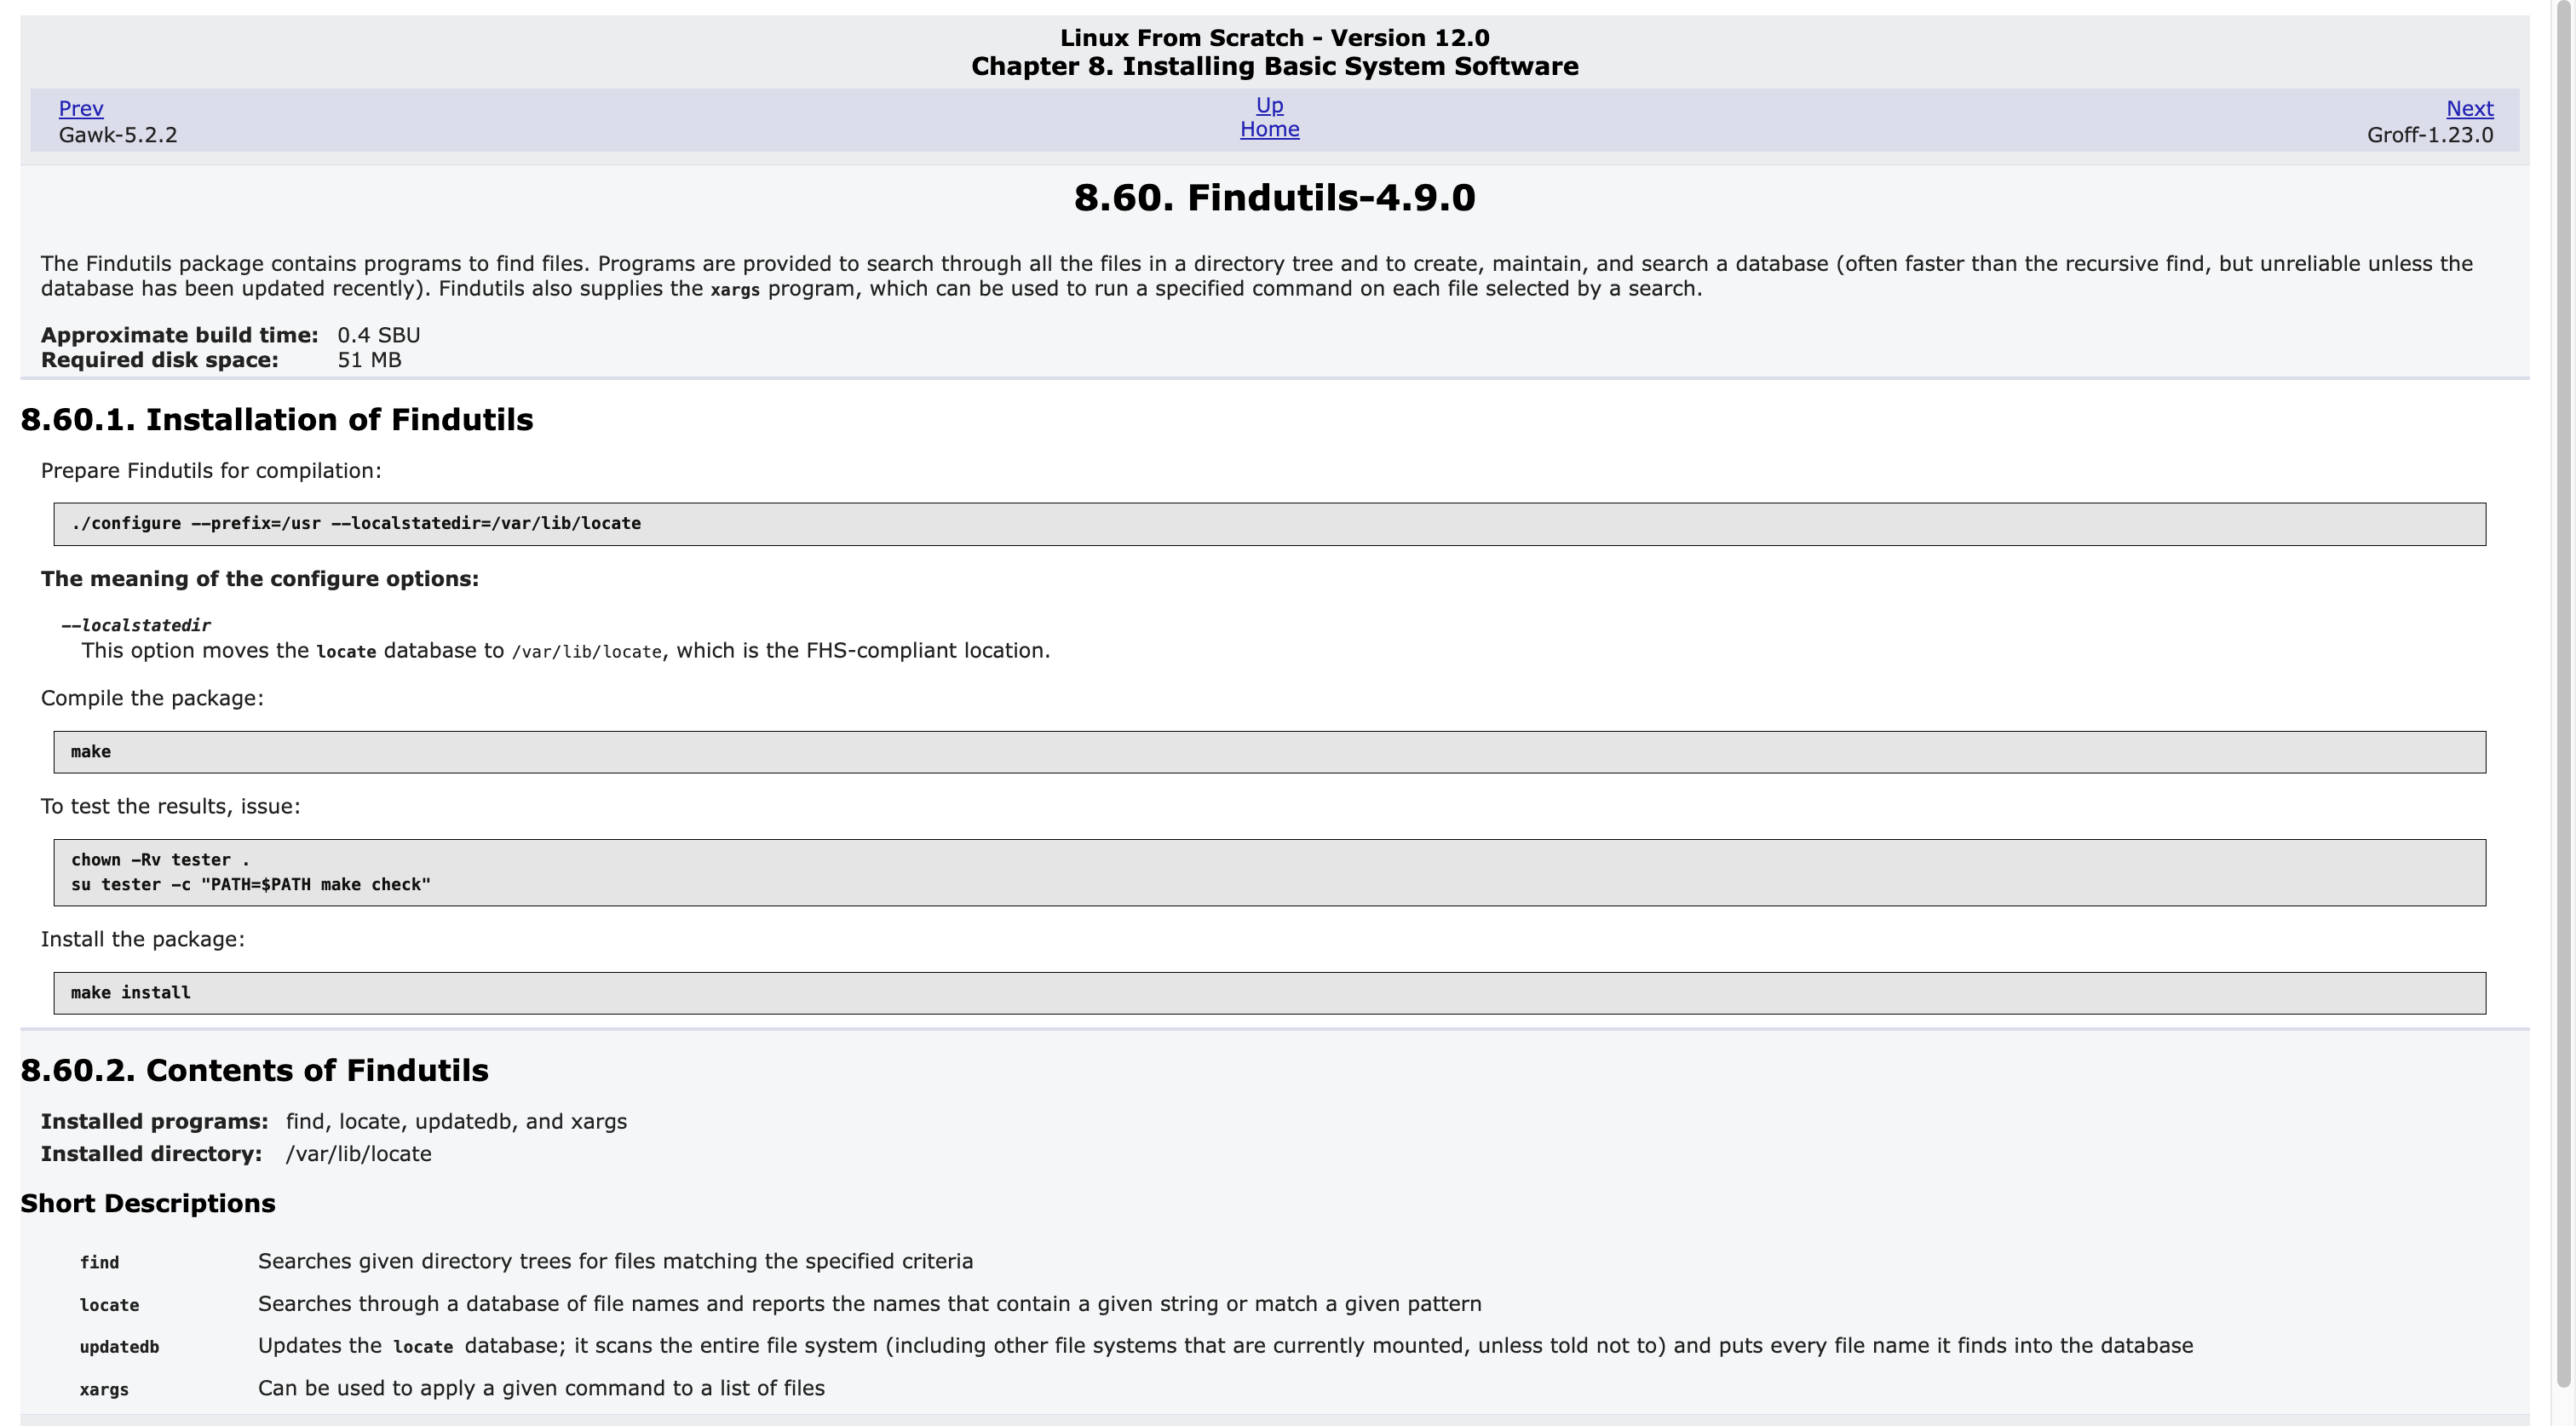 Linux From Scratch - Version 12.0
Chapter 8. Installing Basic System Software
Prev
Gawk-5.2.2
Up
Home
Next
Groff-1.23.0
8.60. Findutils-4.9.0
The Findutils package contains programs to find files. Programs are provided to search through all the files in a directory tree and to create, maintain, and search a database (often faster than the recursive find, but unreliable unless the
database has been updated recently). Findutils also supplies the xargs program, which can be used to run a specified command on each file selected by a search.
Approximate build time: 0.4 SBU
Required disk space: 51 MB
8.60.1. Installation of Findutils
Prepare Findutils for compilation:
./configure --prefix=/usr --localstatedir=/var/lib/locate
The meaning of the configure options:
--localstatedir
This option moves the locate database to /var/lib/locate, which is the FHS-compliant location.
Compile the package:
make
To test the results, issue:
chown -Rv tester .
su tester -c "PATH=$PATH make check"
Install the package:
make install
8.60.2. Contents of Findutils
Installed programs: find, locate, updatedb, and xargs
Installed directory: /var/lib/locate
Short Descriptions
find Searches given directory trees for files matching the specified criteria
locate Searches through a database of file names and reports the names that contain a given string or match a given pattern
updatedb Updates the locate database; it scans the entire file system (including other file systems that are currently mounted, unless told not to) and puts every file name it finds into the database
xargs Can be used to apply a given command to a list of files